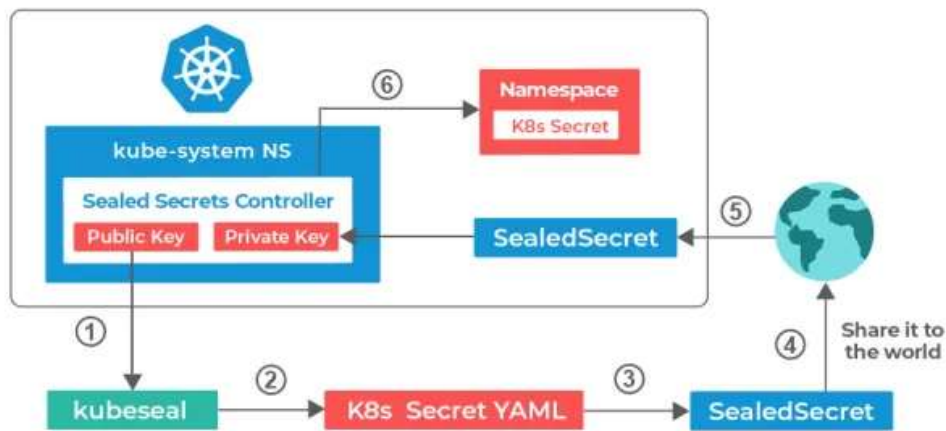 ⑥
Namespace
K8s Secret
kube-system NS
Sealed Secrets Controller
Public Key
Private Key
SealedSecret
⑤
①
Share it to
the world
④
②
③
kubeseal
K8s Secret YAML
SealedSecret